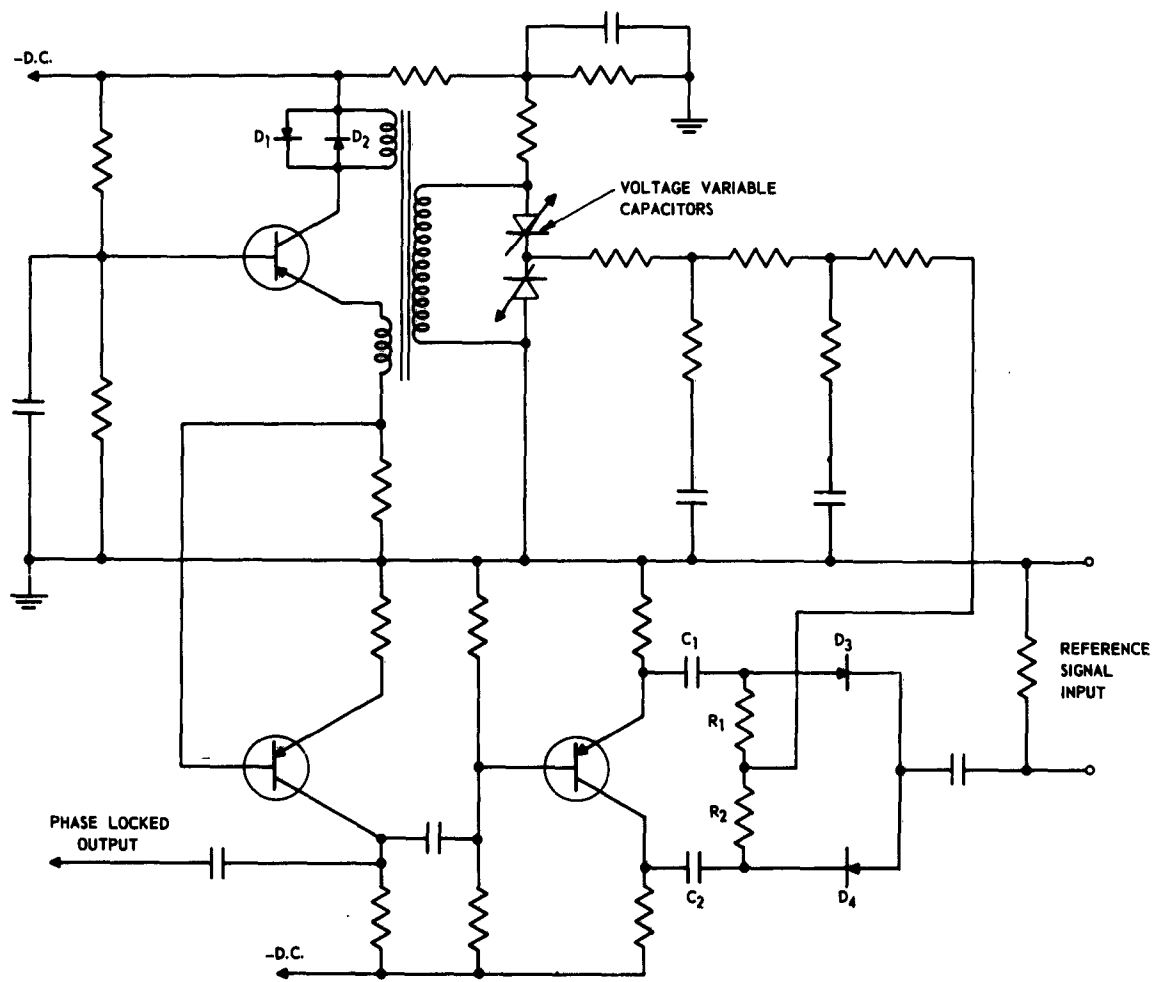 -D.C.
D1
D2
VOLTAGE VARIABLE
CAPACITORS
C1
D3
REFERENCE
SIGNAL
INPUT
R1
R2
PHASE LOCKED
OUTPUT
C2
D4
-D.C.